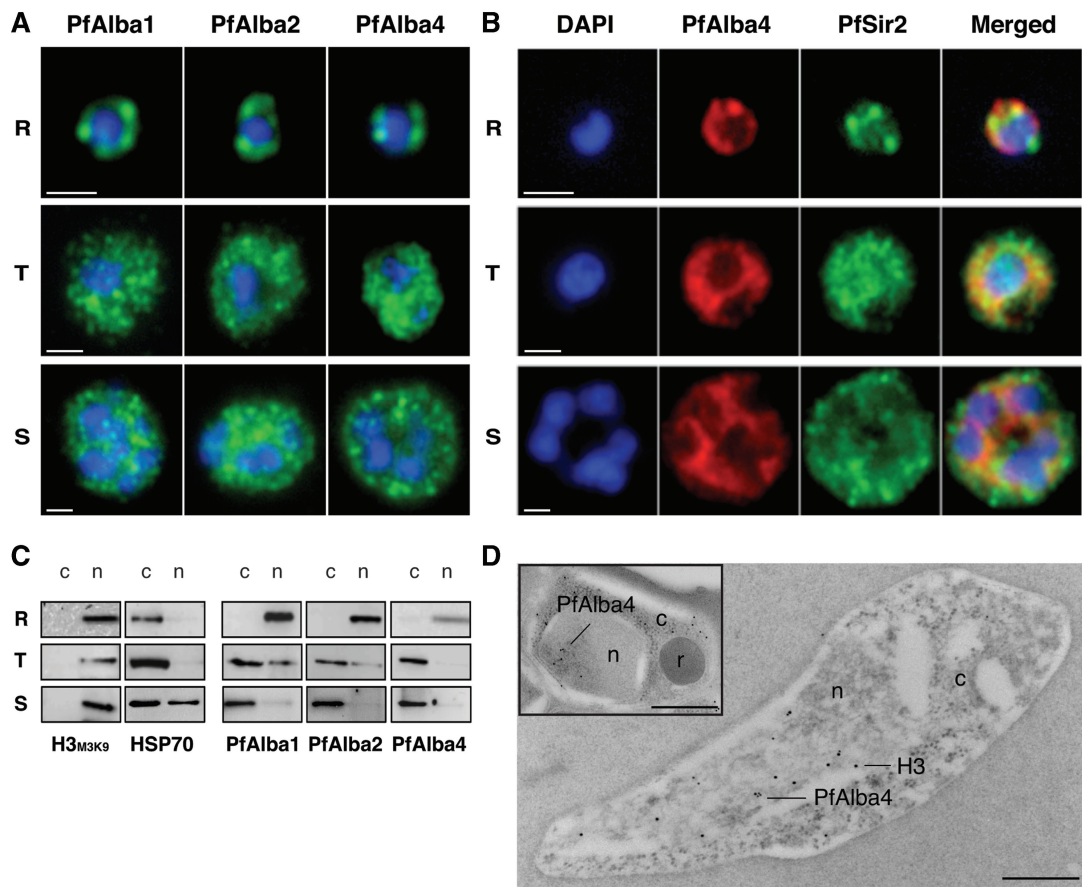 A PfAlba1 PfAlba2 PfAlba4
R
T
S
B DAPI PfAlba4 PfSir2 Merged
R
T
S
C
c n c n c n c n c n
R
T
S
H3M3K9 HSP70 PfAlba1 PfAlba2 PfAlba4
D
PfAlba4
c
n
r
n
c
H3
PfAlba4